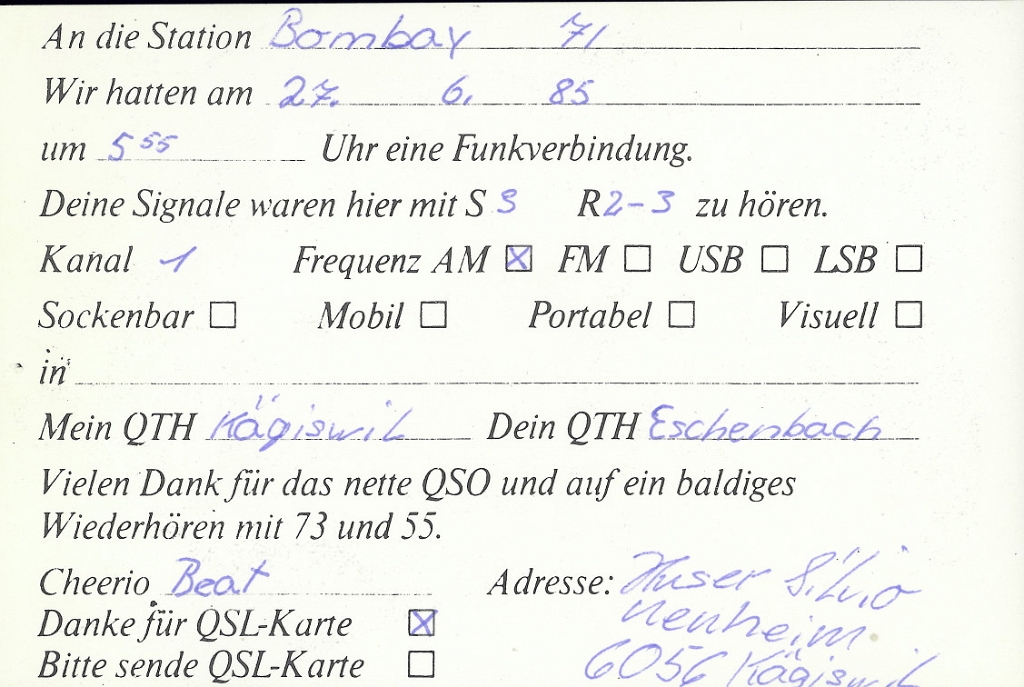 An die Station Bombay 71
Wir hatten am 27. 6. 85
um 5 55 Uhr eine Funkverbindung.
Deine Signale waren hier mit S 3 R 2-3 zu hören.
Kanal 1 Frequenz AM ☒ FM ☐ USB ☐ LSB ☐
Sockenbar ☐ Mobil ☐ Portabel ☐ Visuell ☐
in
Mein QTH Kägiswil Dein QTH Eschenbach
Vielen Dank für das nette QSO und auf ein baldiges
Wiederhören mit 73 und 55.
Cheerio Beat Adresse: Huser Silvio
Danke für QSL-Karte ☒ Neuheim
Bitte sende QSL-Karte ☐ 6056 Kägiswil